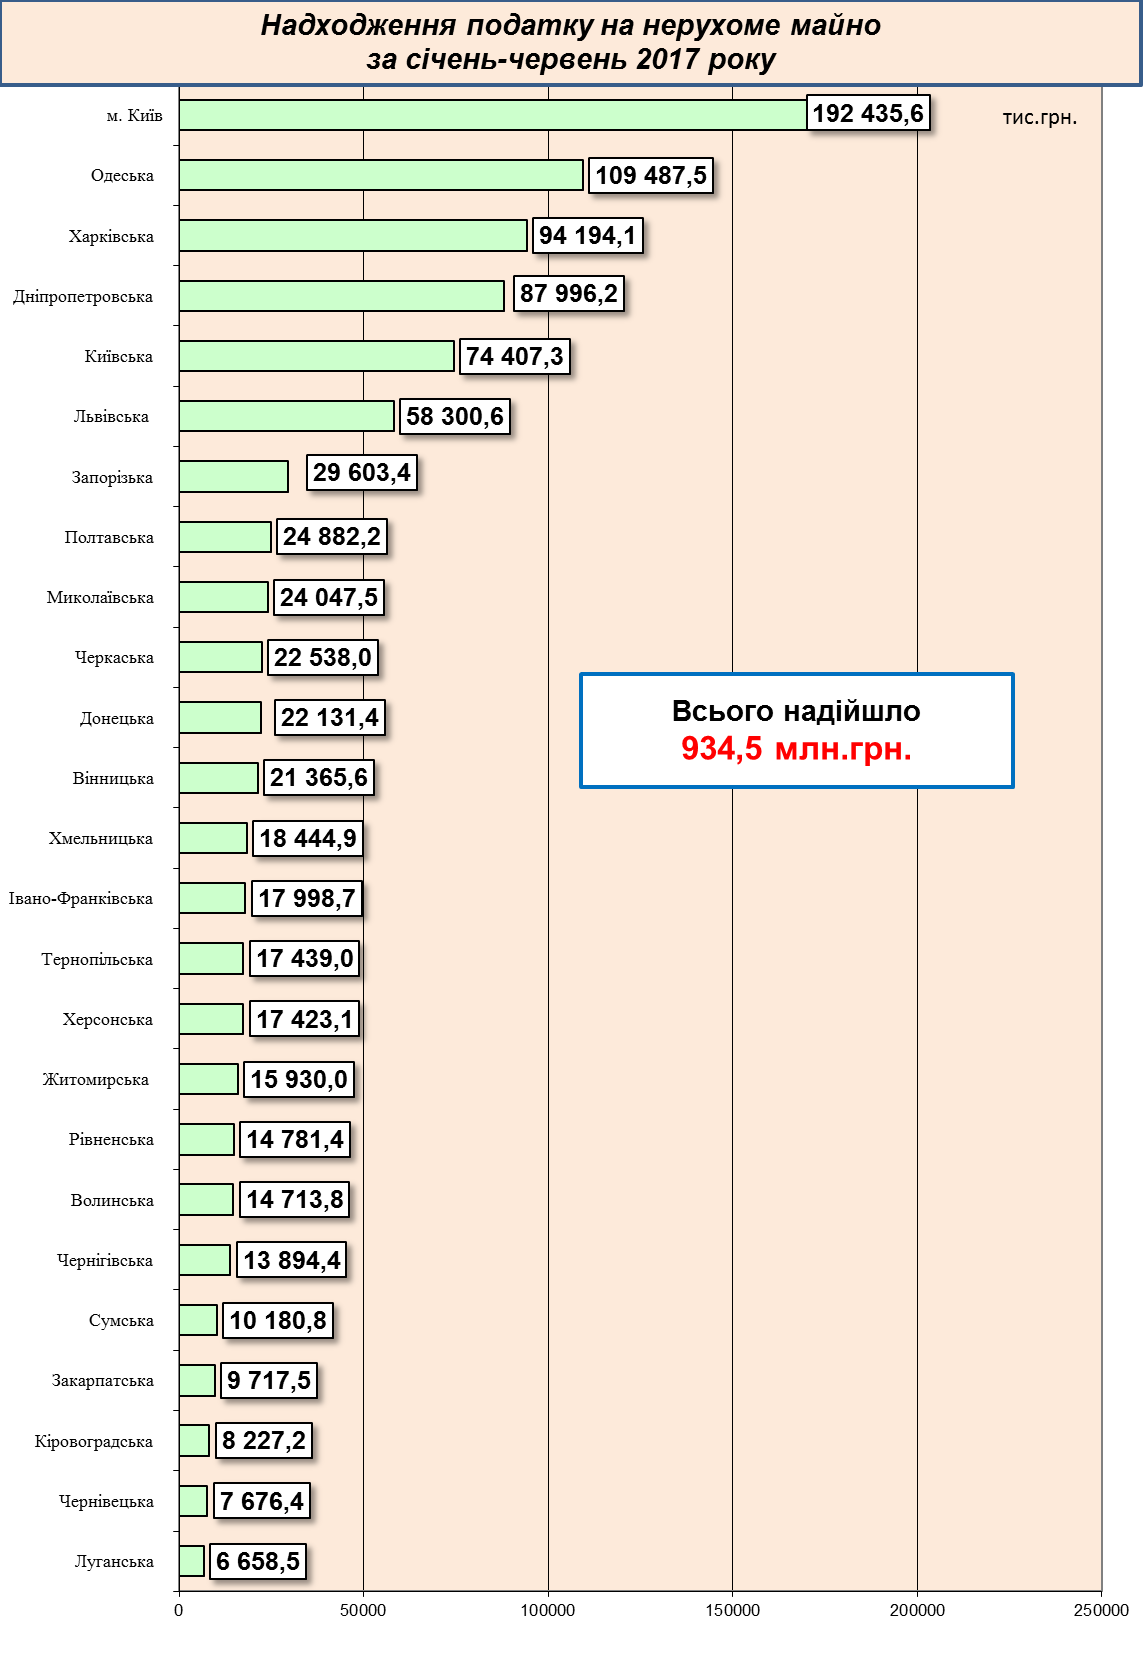 Надходження податку на нерухоме майно
за січень-червень 2017 року
тис.грн.
м. Київ 192 435,6
Одеська 109 487,5
Харківська 94 194,1
Дніпропетровська 87 996,2
Київська 74 407,3
Львівська 58 300,6
Запорізька 29 603,4
Полтавська 24 882,2
Миколаївська 24 047,5
Черкаська 22 538,0
Донецька 22 131,4
Вінницька 21 365,6
Хмельницька 18 444,9
Івано-Франківська 17 998,7
Тернопільська 17 439,0
Херсонська 17 423,1
Житомирська 15 930,0
Рівненська 14 781,4
Волинська 14 713,8
Чернігівська 13 894,4
Сумська 10 180,8
Закарпатська 9 717,5
Кіровоградська 8 227,2
Чернівецька 7 676,4
Луганська 6 658,5
Всього надійшло
934,5 млн.грн.
0 50000 100000 150000 200000 250000